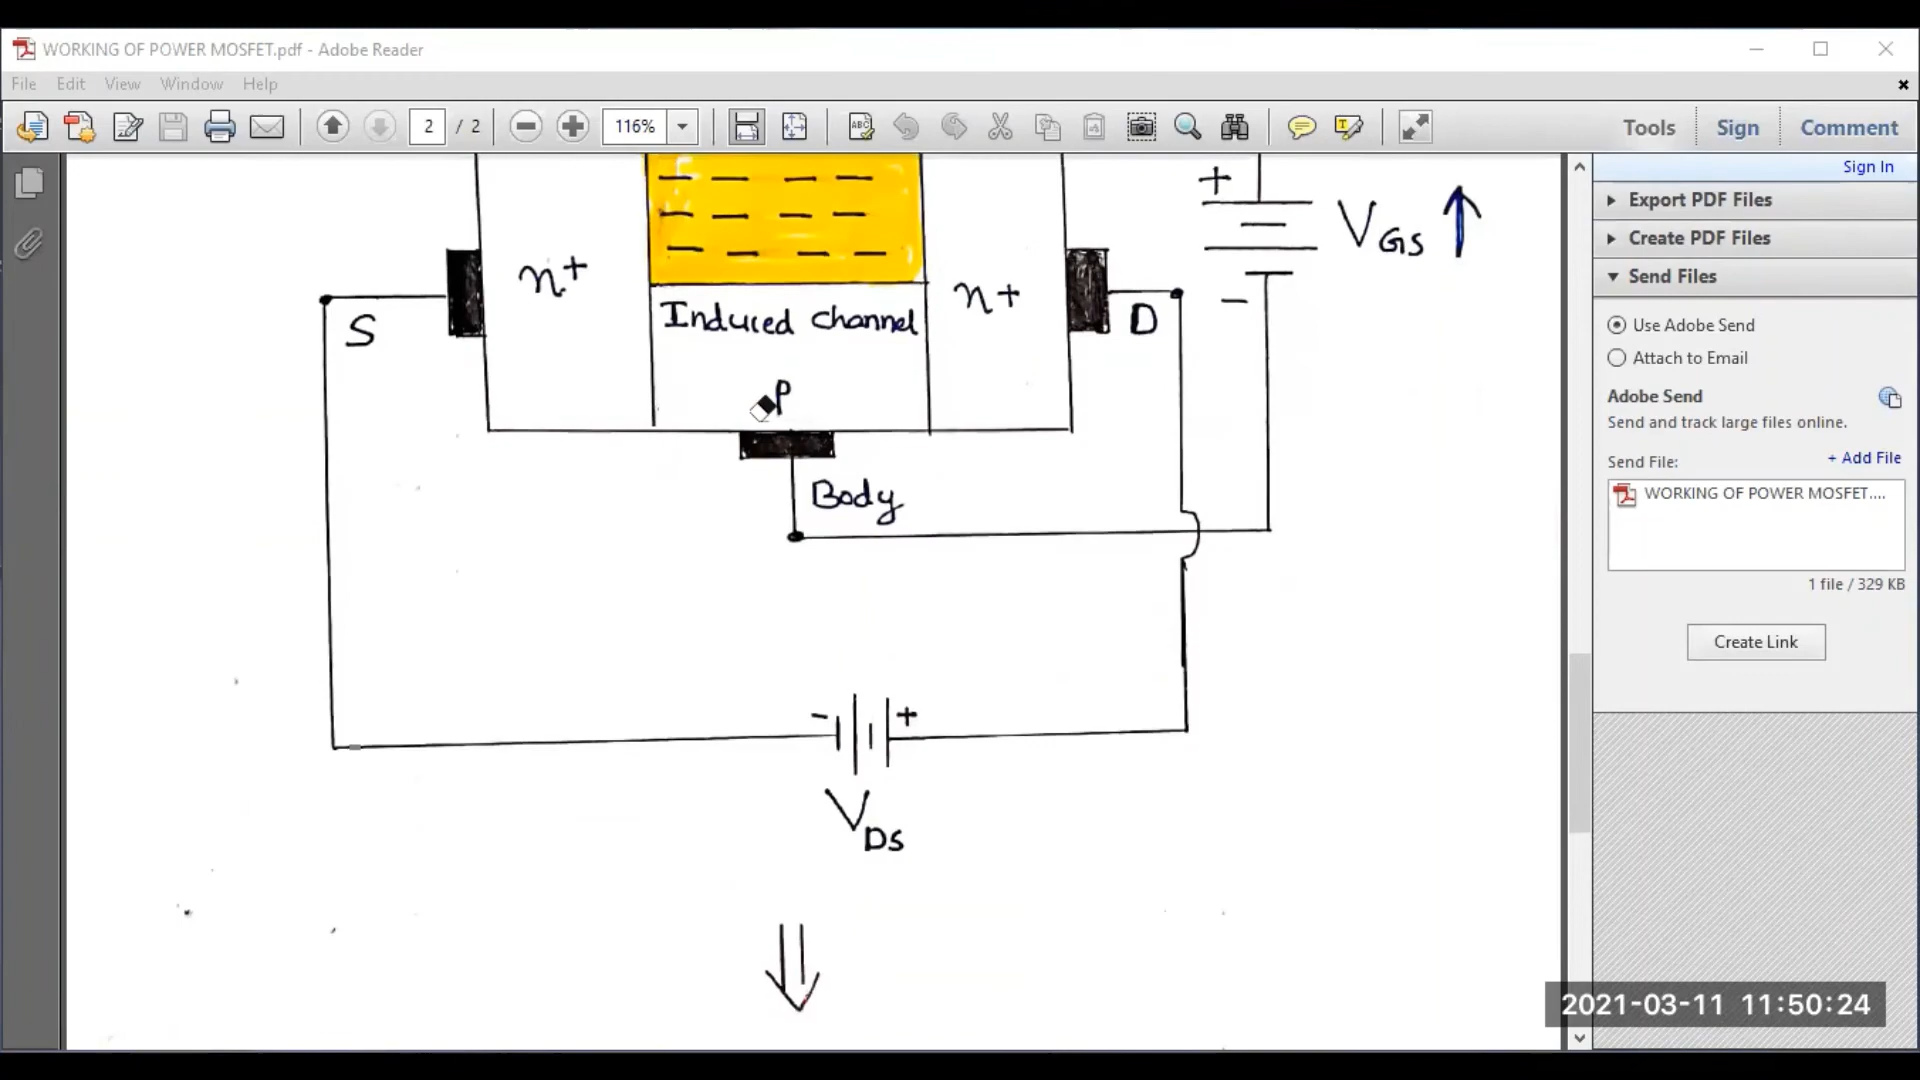 WORKING OF POWER MOSFET.pdf - Adobe Reader
File Edit View Window Help
2 / 2 116% Tools Sign Comment
Sign In
Export PDF Files
Create PDF Files
Send Files
Use Adobe Send
Attach to Email
Adobe Send
Send and track large files online.
Send File: + Add File
WORKING OF POWER MOSFET....
1 file / 329 KB
Create Link
+
VGS
-
n+
n+
S
D
Induced channel
P
Body
- +
VDS
2021-03-11 11:50:24